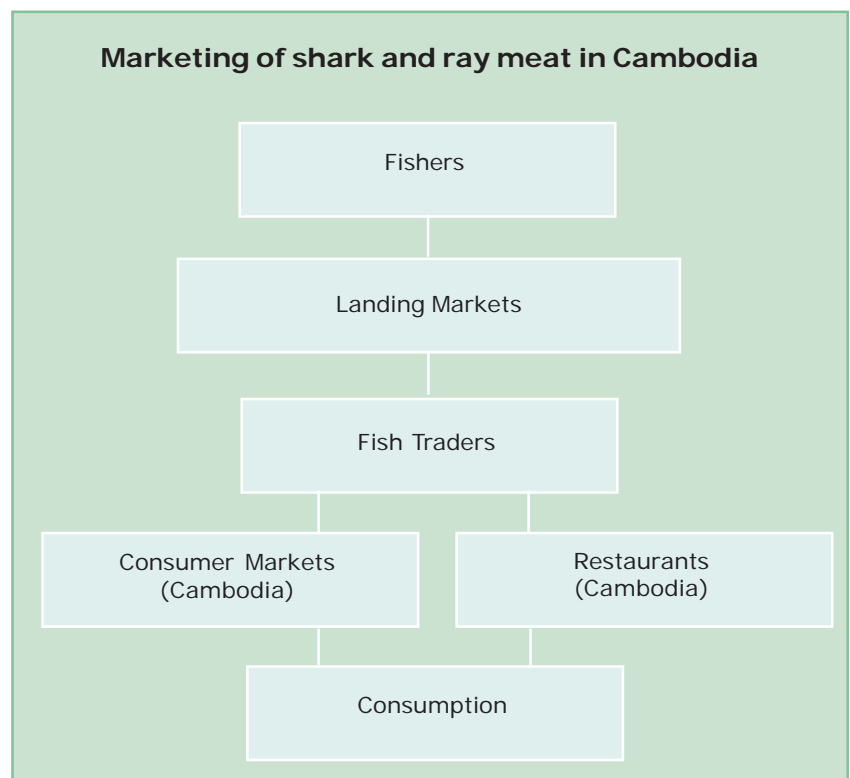 Marketing of shark and ray meat in Cambodia
Fishers
Landing Markets
Fish Traders
Consumer Markets
(Cambodia)
Restaurants
(Cambodia)
Consumption